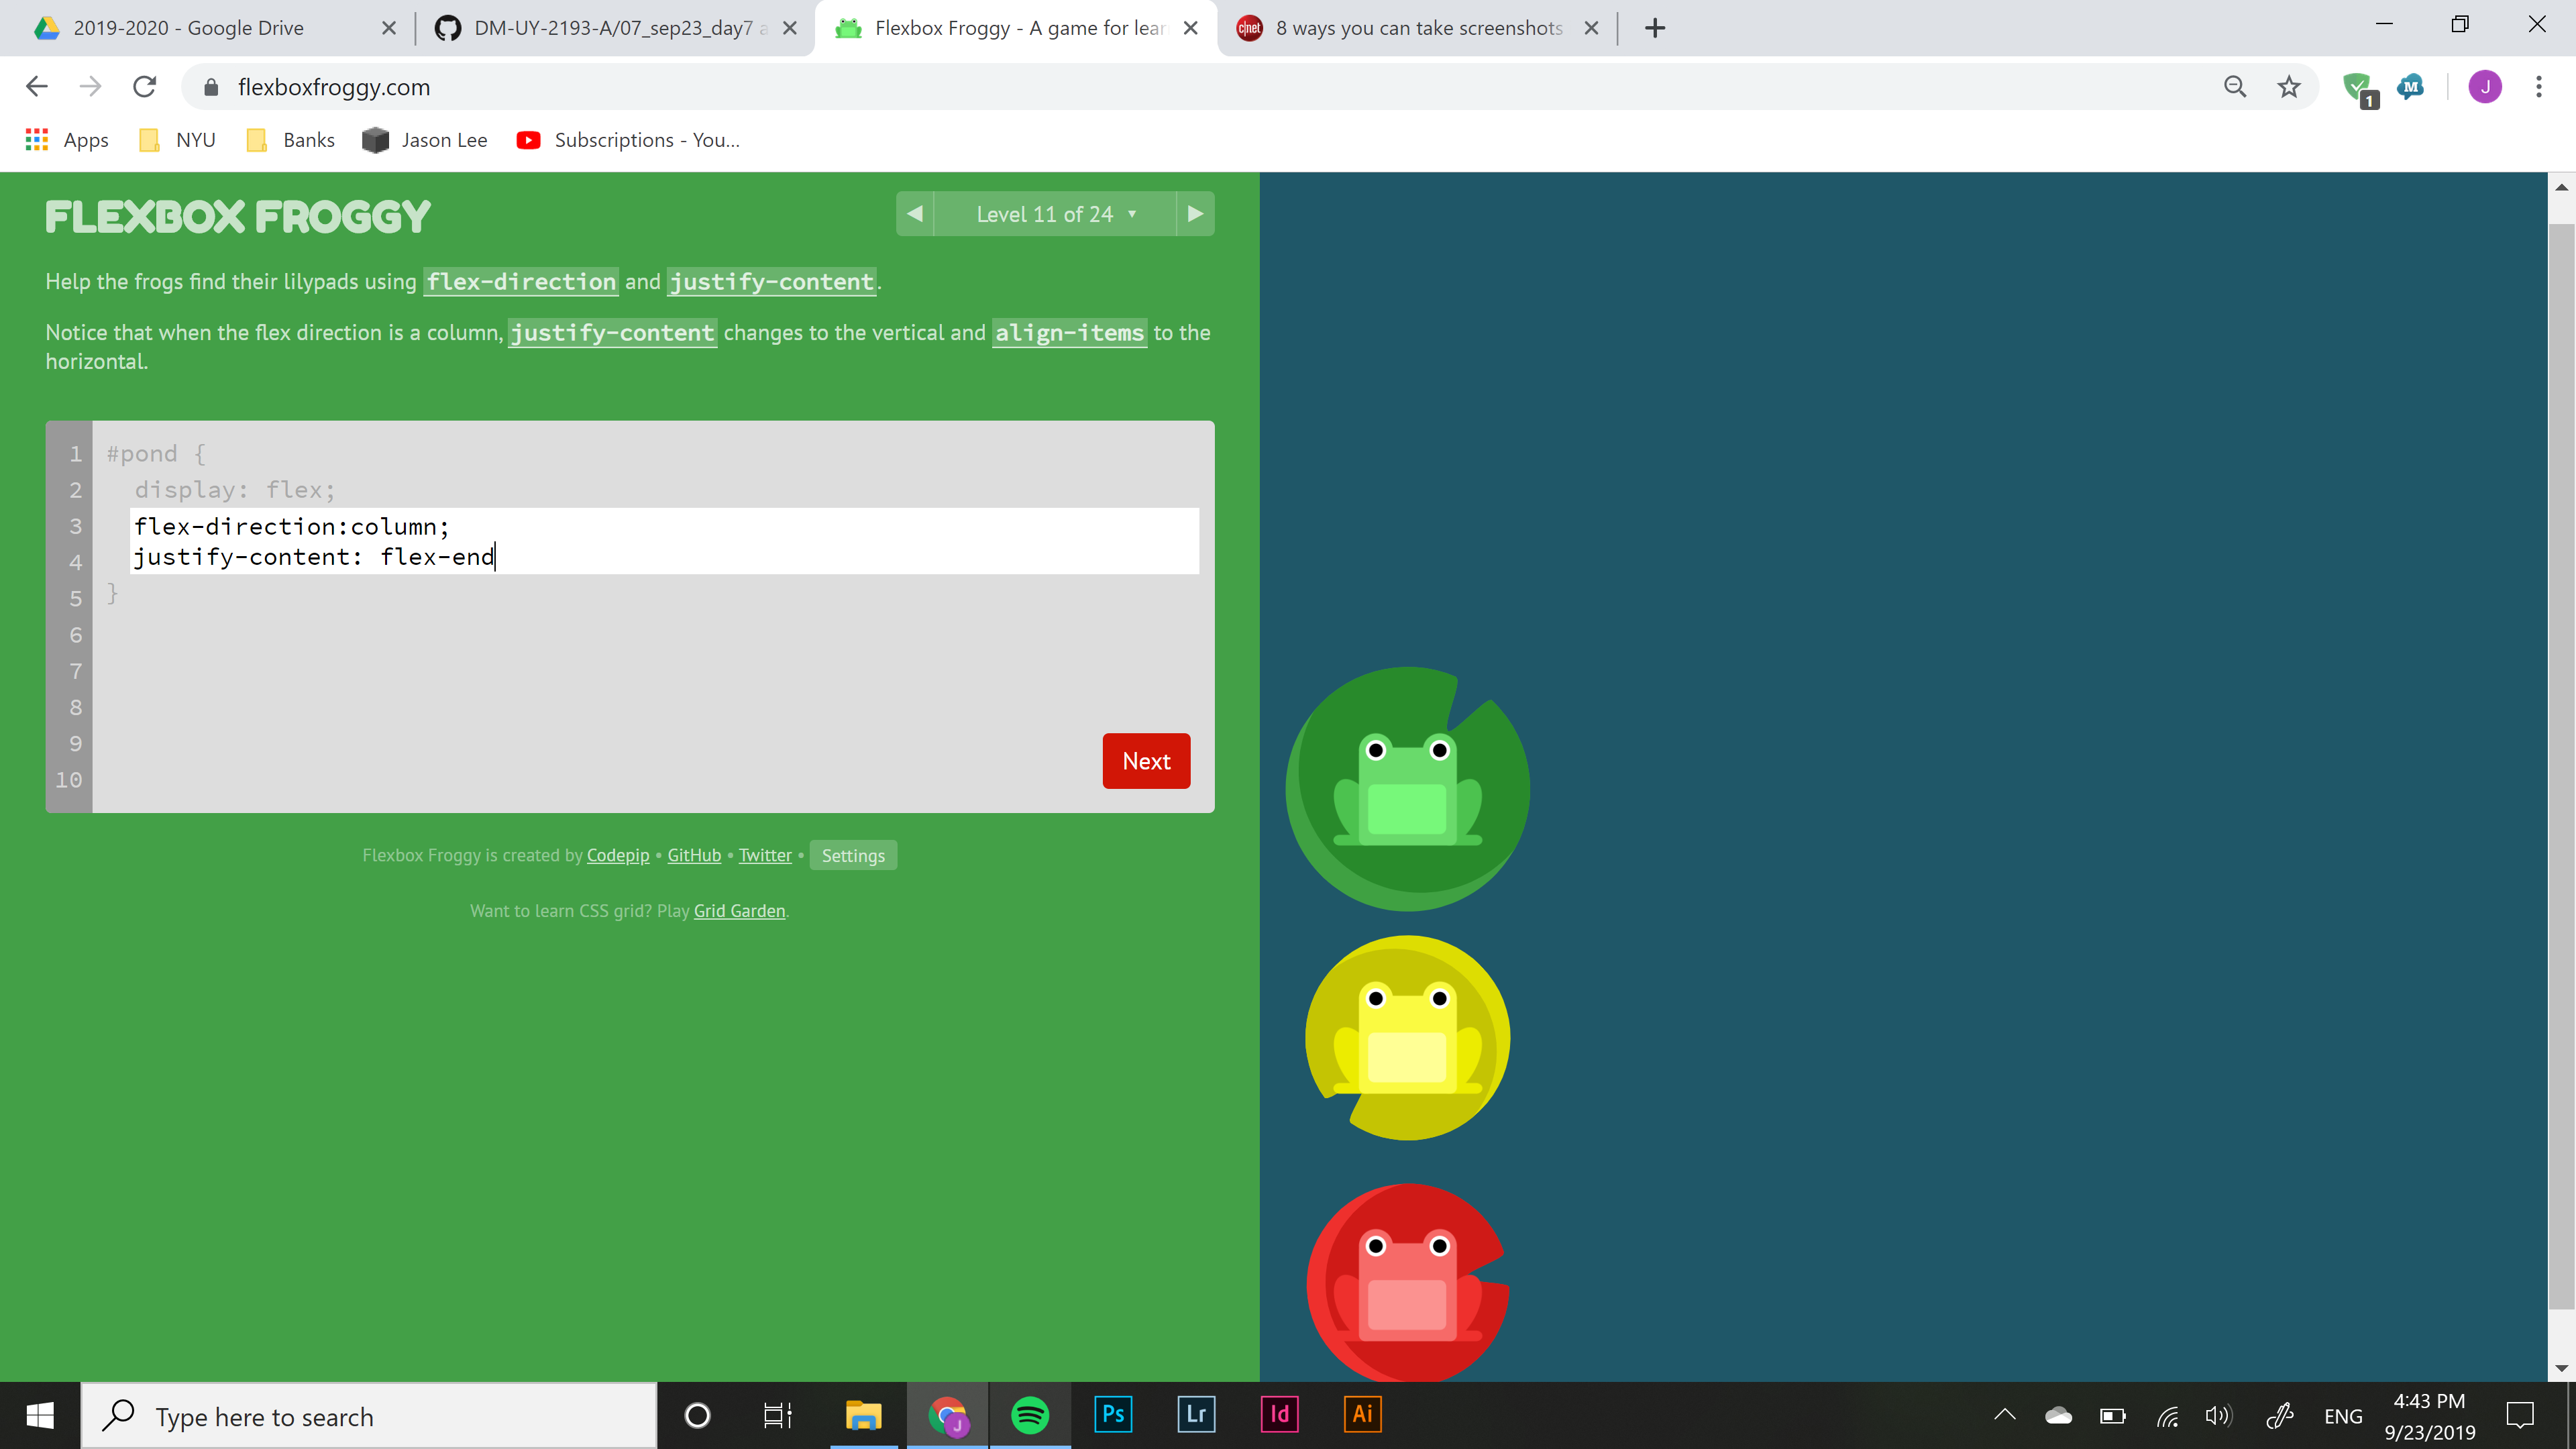 2019-2020 - Google Drive
DM-UY-2193-A/07_sep23_day7 a
Flexbox Froggy - A game for lear
c|net
8 ways you can take screenshots
flexboxfroggy.com
1
M
J
Apps
NYU
Banks
Jason Lee
Subscriptions - You...
FLEXBOX FROGGY
Level 11 of 24
Help the frogs find their lilypads using flex-direction and justify-content.
Notice that when the flex direction is a column, justify-content changes to the vertical and align-items to the
horizontal.
1 #pond {
2 display: flex;
3 flex-direction:column;
4 justify-content: flex-end
5 }
6
7
8
9
10
Next
Flexbox Froggy is created by Codepip • GitHub • Twitter • Settings
Want to learn CSS grid? Play Grid Garden.
Type here to search
J
Ps
Lr
Id
Ai
ENG
4:43 PM
9/23/2019